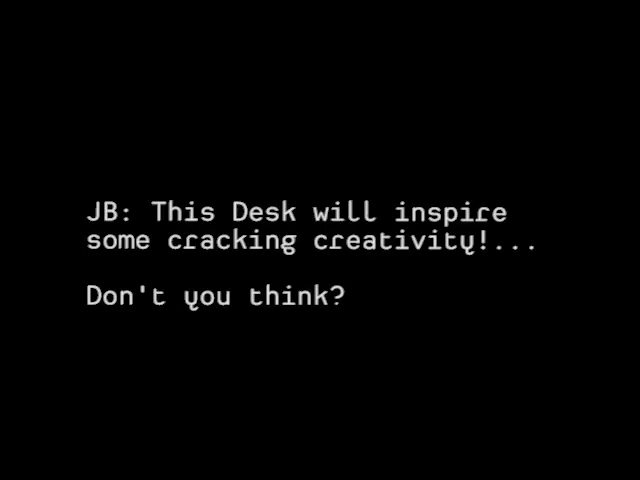 JB: This Desk will inspire
some cracking creativity!...
Don't you think?